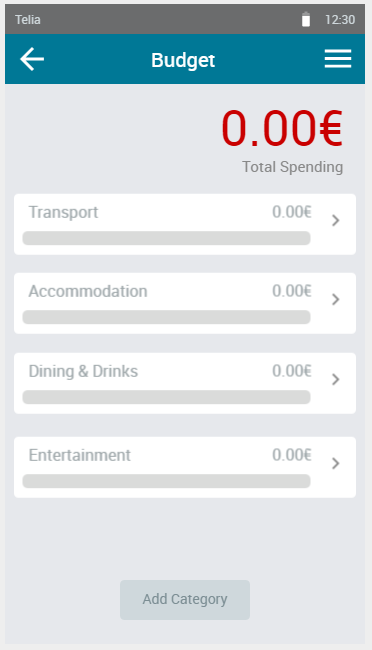 Telia 12:30
Budget
0.00€
Total Spending
Transport 0.00€
Accommodation 0.00€
Dining & Drinks 0.00€
Entertainment 0.00€
Add Category